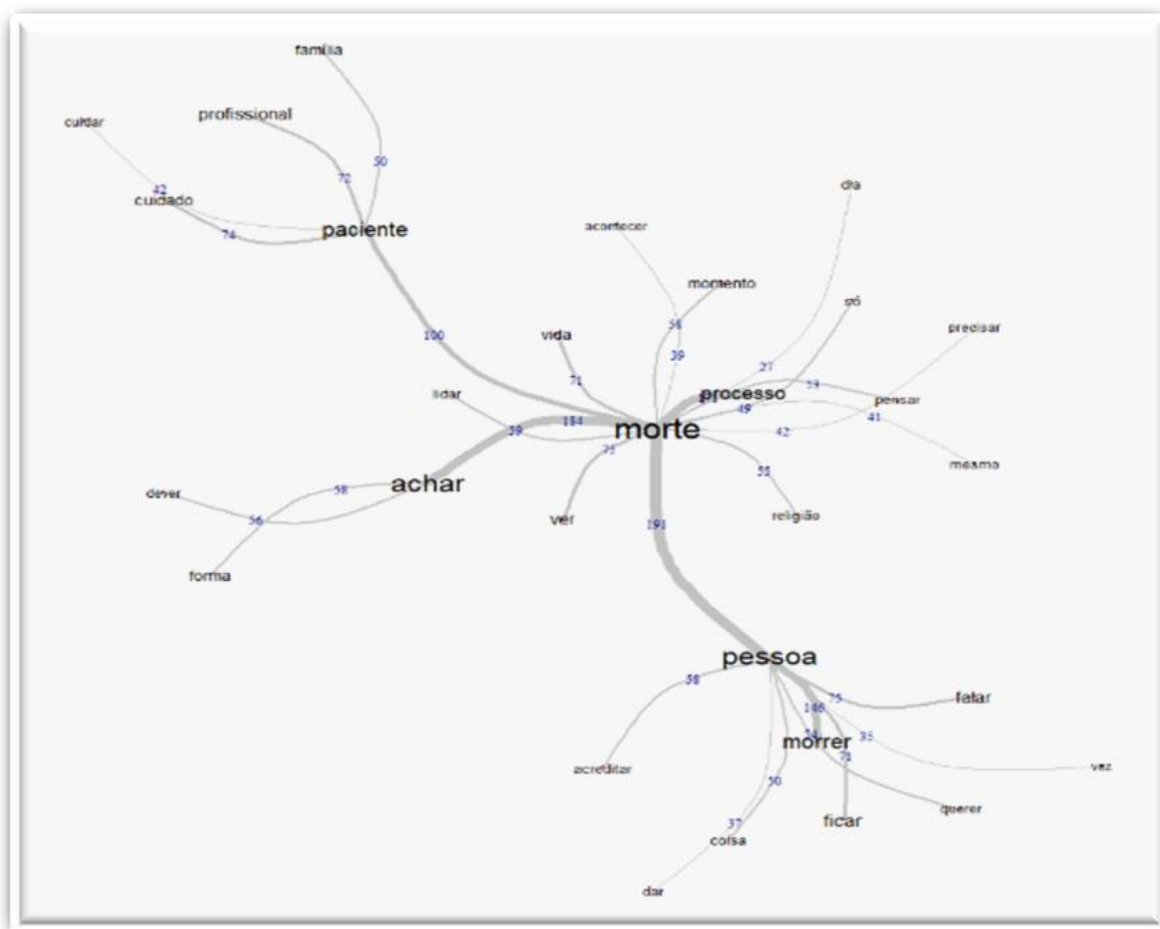 família
profissional
cuidar
50
72
42
cuidado
dia
74
paciente
acontecer
momento
só
58
precisar
100
vida
39
27
71
lidar
processo
53
pensar
49
41
morte
42
184
59
75
achar
55
mesmo
58
dever
56
ver
religião
191
forma
pessoa
58
75
falar
146
35
morrer
71
acreditar
vez
50
querer
37
ficar
coisa
dar